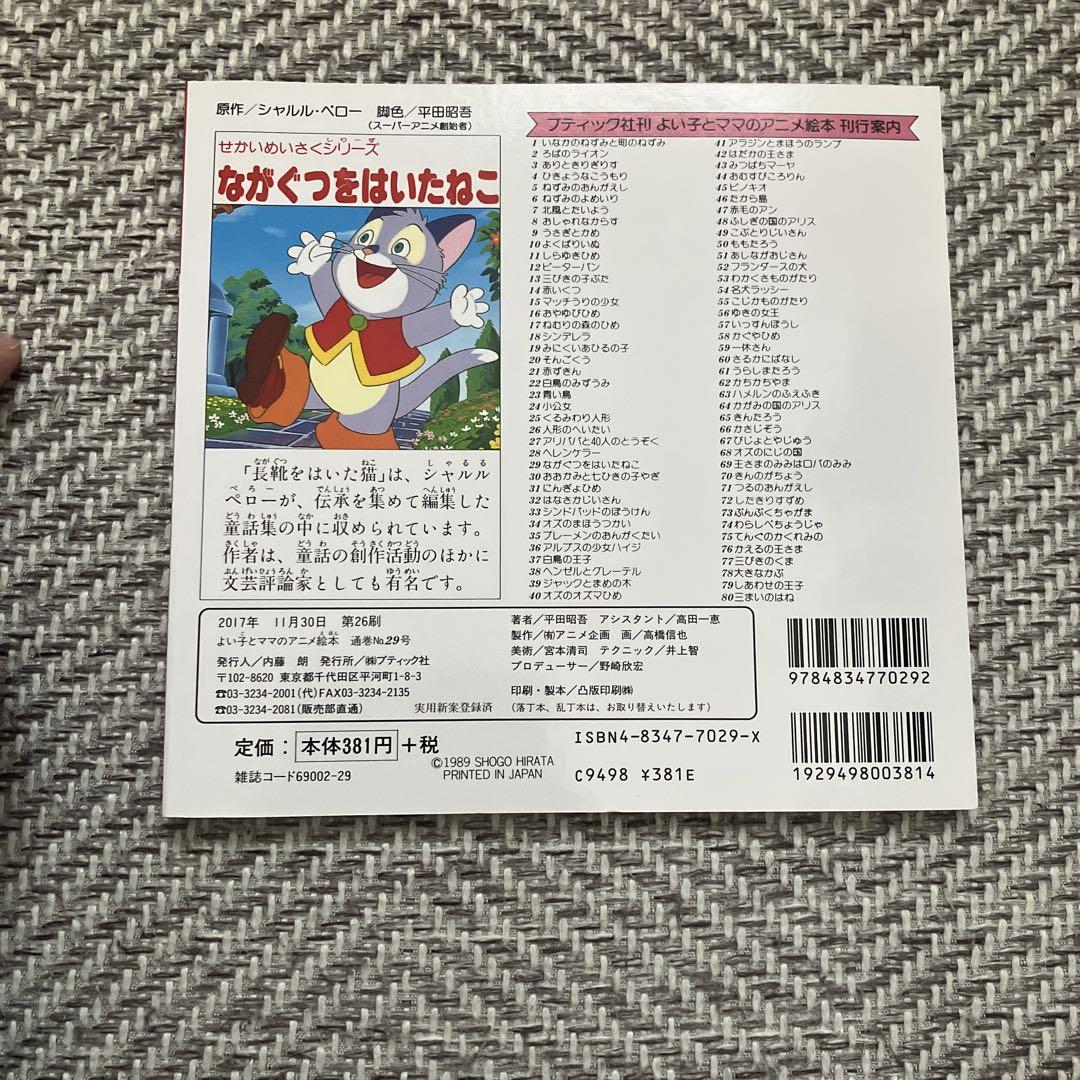 原作／シャルル・ペロー　脚色／平田昭吾
(スーパーアニメ創始者)
せかいめいさくシリーズ
ながぐつをはいたねこ
「長靴をはいた猫」は、シャルル
ペローが、伝承を集めて編集した
童話集の中に収められています。
作者は、童話の創作活動のほかに
文芸評論家としても有名です。
ブティック社刊 よい子とママのアニメ絵本 刊行案内
1 いなかのねずみと町のねずみ
2 ろばのライオン
3 ありときりぎりす
4 ひきょうなこうもり
5 ねずみのおんがえし
6 ねずみのよめいり
7 北風とたいよう
8 おしゃれなからす
9 うさぎとかめ
10 よくばりいぬ
11 しらゆきひめ
12 ピーターパン
13 三びきの子ぶた
14 赤いくつ
15 マッチうりの少女
16 おやゆびひめ
17 ねむりの森のひめ
18 シンデレラ
19 みにくいあひるの子
20 そんごくう
21 赤ずきん
22 白鳥のみずうみ
23 青い鳥
24 小公女
25 くるみわり人形
26 人形のへいたい
27 アリババと40人のとうぞく
28 ヘレンケラー
29 ながぐつをはいたねこ
30 おおかみと七ひきの子やぎ
31 にんぎょひめ
32 はなさかじいさん
33 シンドバッドのぼうけん
34 オズのまほうつかい
35 ブレーメンのおんがくたい
36 アルプスの少女ハイジ
37 白鳥の王子
38 ヘンゼルとグレーテル
39 ジャックとまめの木
40 オズのオズマひめ
41 アラジンとまほうのランプ
42 はだかの王さま
43 みつばちマーヤ
44 おむすびころりん
45 ピノキオ
46 たから島
47 赤毛のアン
48 ふしぎの国のアリス
49 こぶとりじいさん
50 ももたろう
51 あしながおじさん
52 フランダースの犬
53 わかくさものがたり
54 名犬ラッシー
55 こじかものがたり
56 ゆきの女王
57 いっすんぼうし
58 かぐやひめ
59 一休さん
60 さるかにばなし
61 うらしまたろう
62 かちかちやま
63 ハメルンのふえふき
64 かがみの国のアリス
65 きんたろう
66 かさじぞう
67 びじょとやじゅう
68 オズのにじの国
69 王さまのみみはロバのみみ
70 きんのがちょう
71 つるのおんがえし
72 したきりすずめ
73 ぶんぶくちゃがま
74 わらしべちょうじゃ
75 てんぐのかくれみの
76 かえるの王さま
77 三びきのくま
78 大きなかぶ
79 しあわせの王子
80 三まいのはね
2017年　11月30日　第26刷
よい子とママのアニメ絵本　通巻No.29号
発行人／内藤　朗　発行所／㈱ブティック社
〒102-8620 東京都千代田区平河町1-8-3
☎03-3234-2001(代)FAX03-3234-2135
☎03-3234-2081(販売部直通)　実用新案登録済
著者／平田昭吾　アシスタント／高田一恵
製作／㈲アニメ企画　画／高橋信也
美術／宮本清司　テクニック／井上智
プロデューサー／野崎欣宏
印刷・製本／凸版印刷㈱
(落丁本、乱丁本は、お取り替えいたします)
定価：本体381円＋税
雑誌コード69002-29
©1989 SHOGO HIRATA
PRINTED IN JAPAN
ISBN4-8347-7029-X
C9498 ¥381E
9784834770292
1929498003814